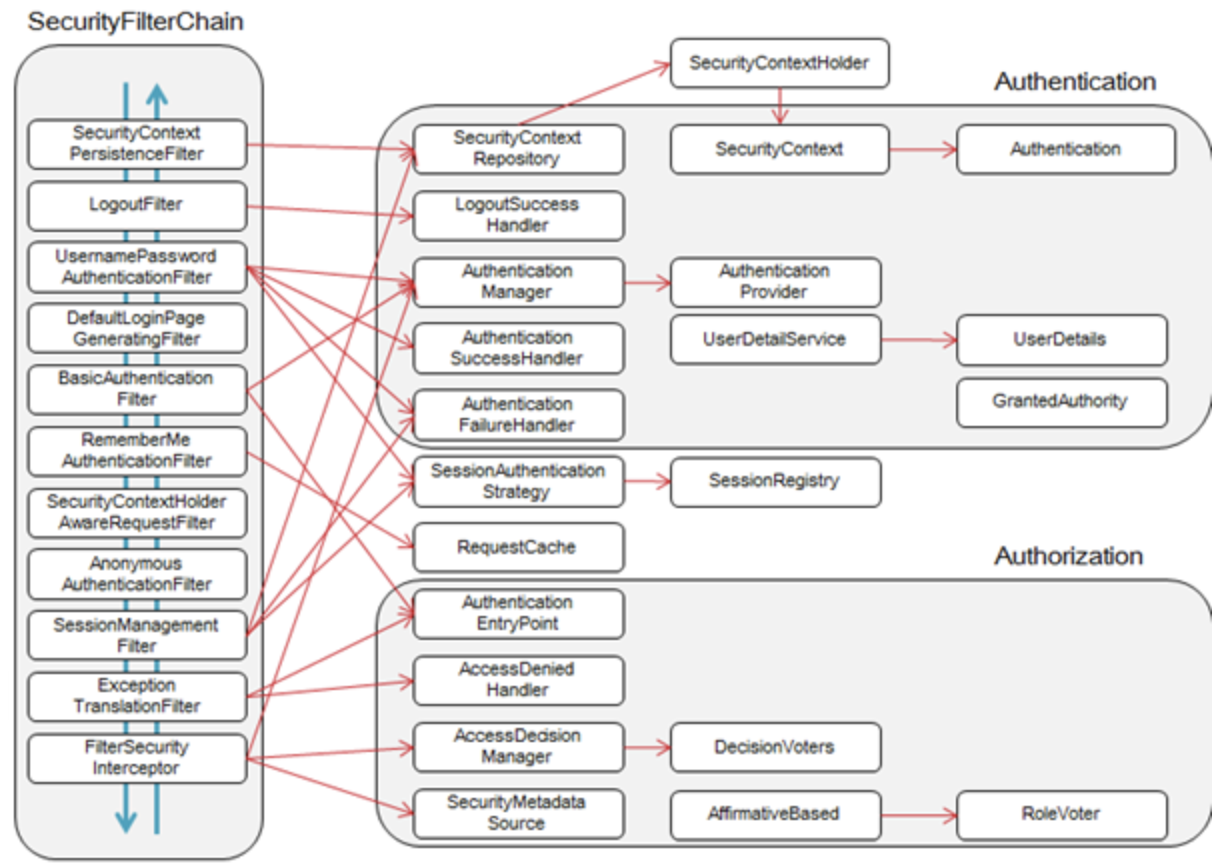 SecurityFilterChain
SecurityContext
PersistenceFilter
LogoutFilter
UsernamePassword
AuthenticationFilter
DefaultLoginPage
GeneratingFilter
BasicAuthentication
Filter
RememberMe
AuthenticationFilter
SecurityContextHolder
AwareRequestFilter
Anonymous
AuthenticationFilter
SessionManagement
Filter
Exception
TranslationFilter
FilterSecurity
Interceptor
SecurityContextHolder
Authentication
SecurityContext
Repository
SecurityContext
Authentication
LogoutSuccess
Handler
Authentication
Manager
Authentication
Provider
Authentication
SuccessHandler
UserDetailService
UserDetails
Authentication
FailureHandler
GrantedAuthority
SessionAuthentication
Strategy
SessionRegistry
RequestCache
Authorization
Authentication
EntryPoint
AccessDenied
Handler
AccessDecision
Manager
DecisionVoters
SecurityMetadata
Source
AffirmativeBased
RoleVoter